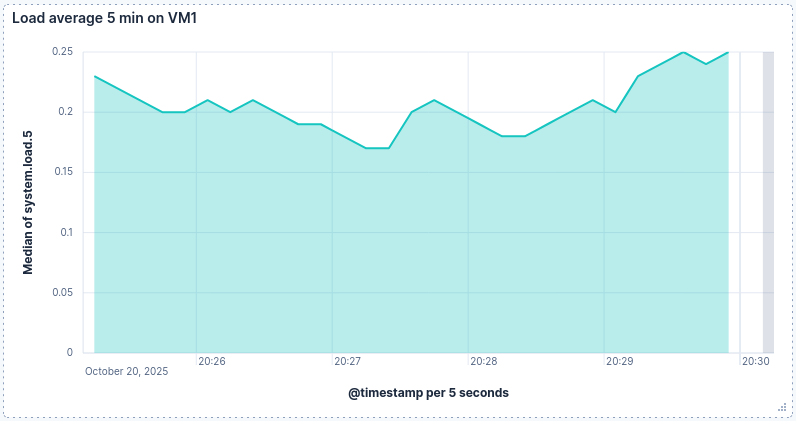 Load average 5 min on VM1
Median of system.load.5
0.25
0.2
0.15
0.1
0.05
0
20:26
20:27
20:28
20:29
20:30
October 20, 2025
@timestamp per 5 seconds